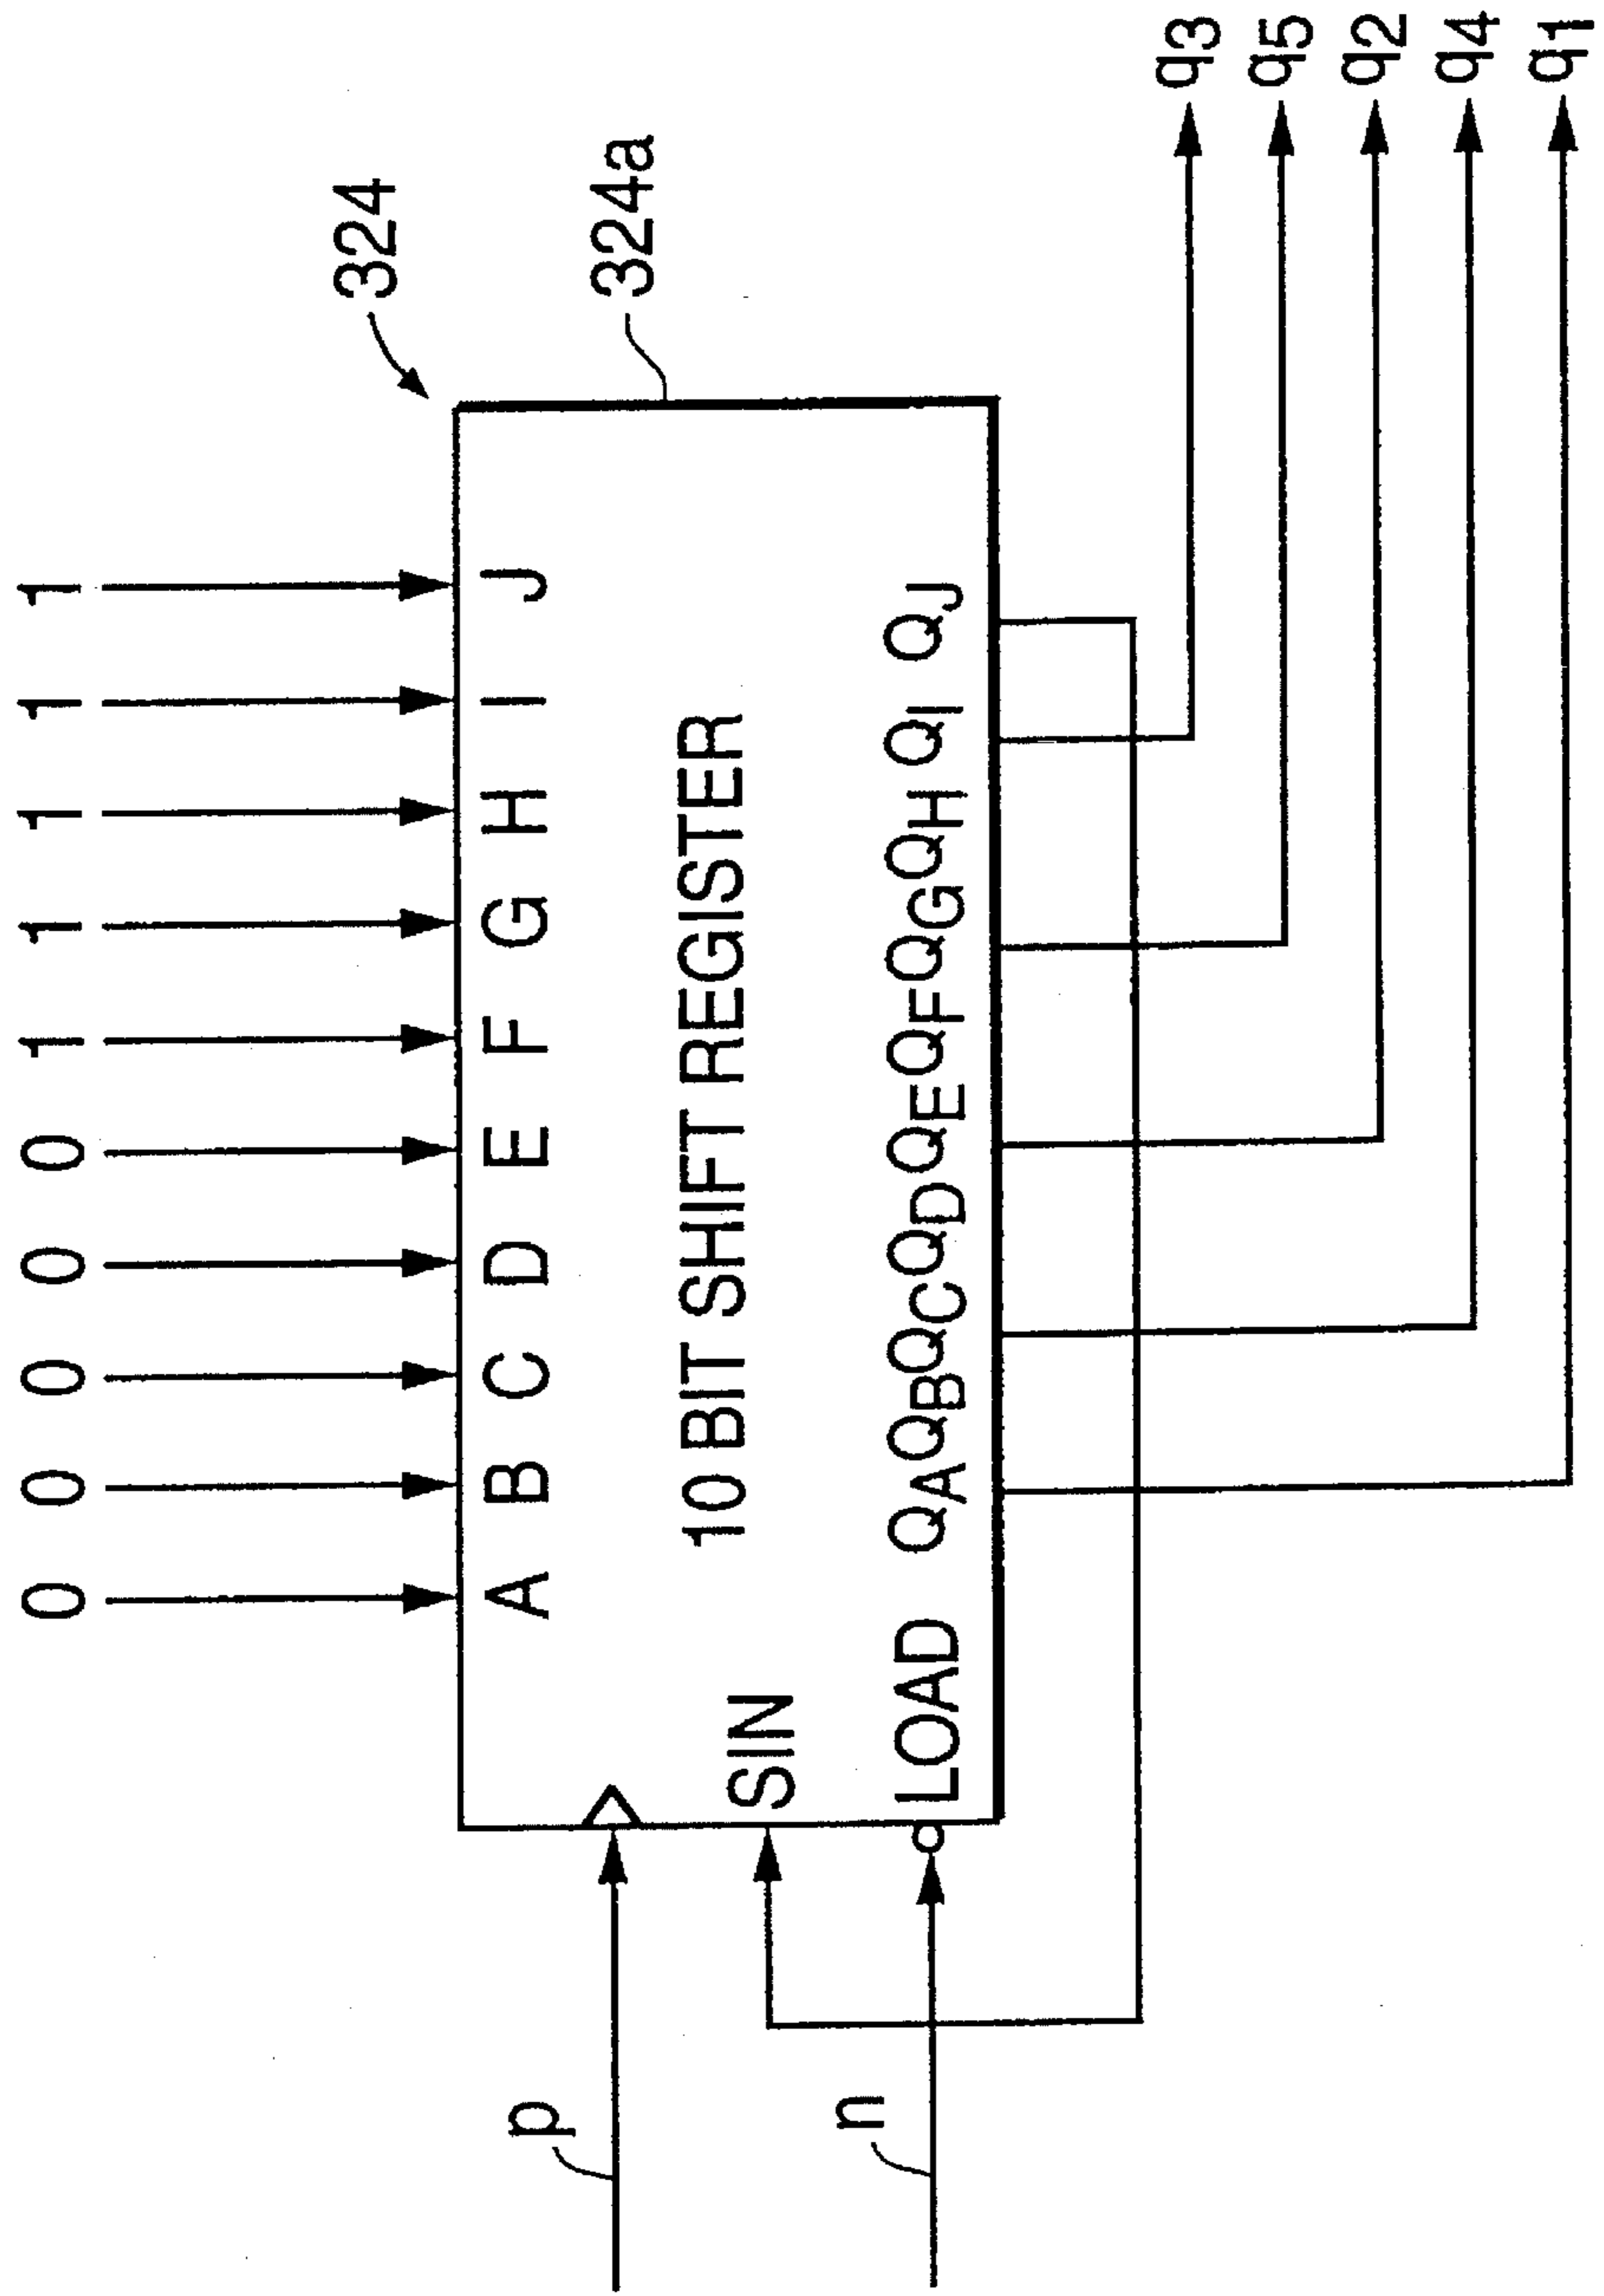 0 0 0 0 0 1 1 1 1 1
324
324a
A B C D E F G H I J
p
SIN
10 BIT SHIFT REGISTER
n
LOAD
QA QB QC QD QE QF QG QH QI QJ
q3
q5
q2
q4
q1